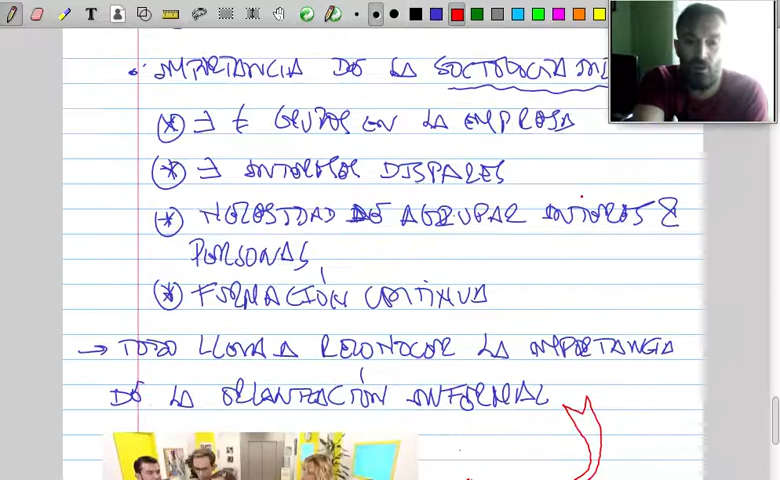 • IMPORTANCIA DE LA SOCIOLOGIA
* ∃ ≠ GRUPOS EN LA EMPRESA
* ∃ INTERESES DISPARES
* NECESIDAD DE AGRUPAR INTERES &
PERSONAS
* FORMACIÓN CONTINUA
→ TODO LLEVA A RECONOCER LA IMPORTANCIA
DE LA ORGANIZACIÓN INFORMAL